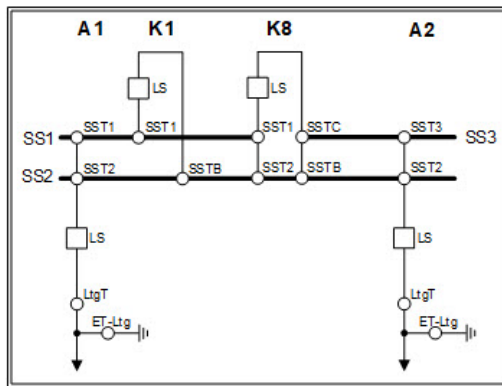 A1 K1 K8 A2
LS LS
SST1 SST1 SST1 SSTC SST3
SS1 SS3
SST2 SSTB SST2 SSTB SST2
SS2
LS LS
LtgT LtgT
ET-Ltg ET-Ltg